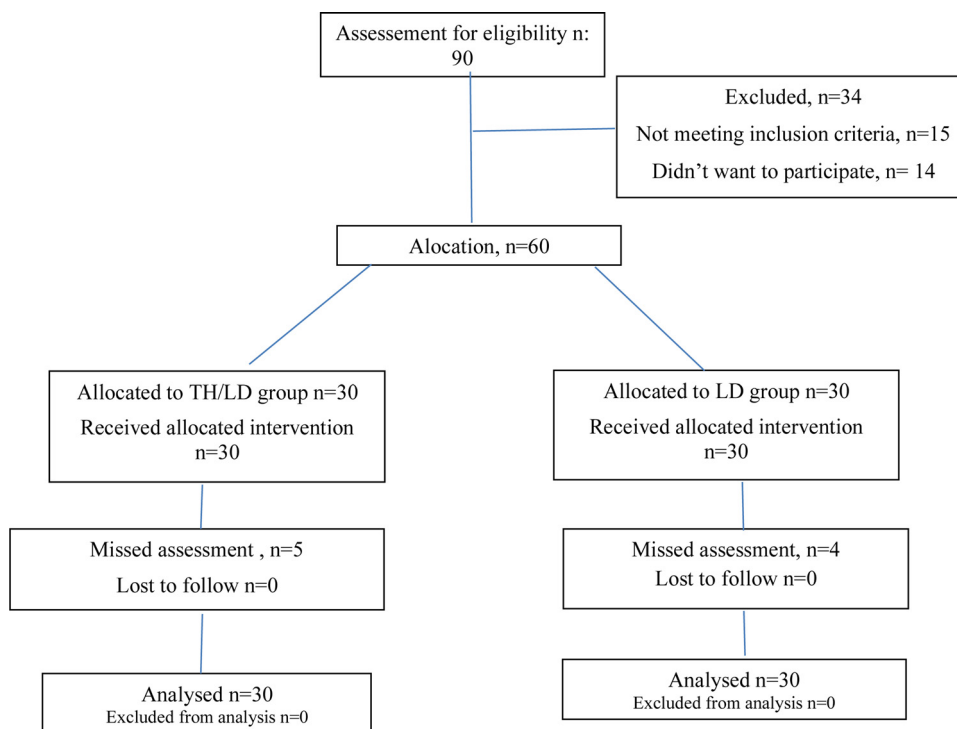 Assessement for eligibility n:
90
Excluded, n=34
Not meeting inclusion criteria, n=15
Didn't want to participate, n= 14
Alocation, n=60
Allocated to TH/LD group n=30
Received allocated intervention
n=30
Allocated to LD group n=30
Received allocated intervention
n=30
Missed assessment , n=5
Lost to follow n=0
Missed assessment, n=4
Lost to follow n=0
Analysed n=30
Excluded from analysis n=0
Analysed n=30
Excluded from analysis n=0